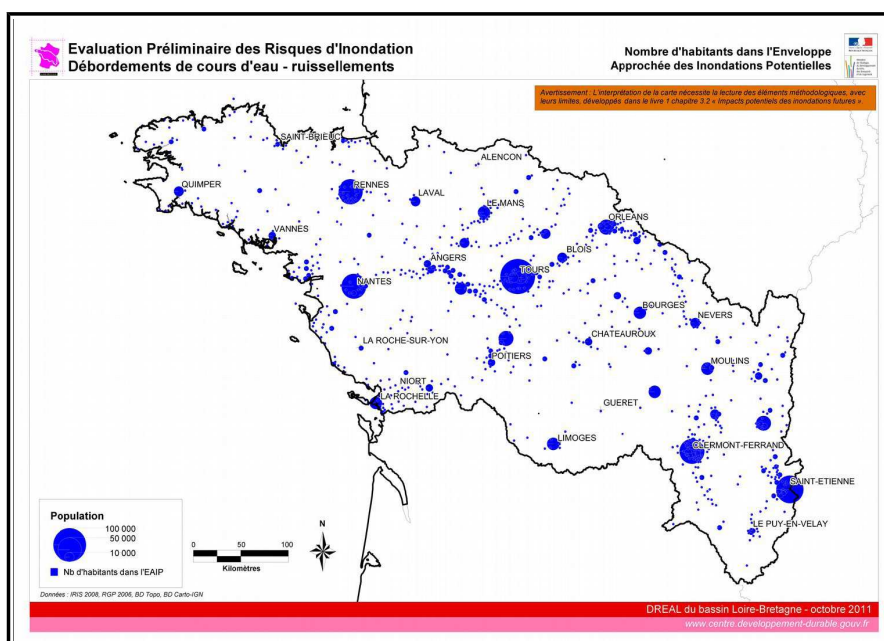 Evaluation Préliminaire des Risques d'Inondation
Débordements de cours d'eau - ruissellements
Nombre d'habitants dans l'Enveloppe
Approchée des Inondations Potentielles
Avertissement : L'interprétation de la carte nécessite la lecture des éléments méthodologiques, avec
leurs limites, développés dans le livre 1 chapitre 3.2 « Impacts potentiels des inondations futures ».
SAINT-BRIEUC
ALENCON
QUIMPER
RENNES
LAVAL
LE MANS
ORLEANS
VANNES
ANGERS
BLOIS
TOURS
NANTES
BOURGES
NEVERS
LA ROCHE-SUR-YON
CHATEAUROUX
POITIERS
MOULINS
NIORT
LA ROCHELLE
GUERET
LIMOGES
CLERMONT-FERRAND
SAINT-ETIENNE
LE PUY-EN-VELAY
Population
100 000
50 000
10 000
Nb d'habitants dans l'EAIP
0 50 100
Kilomètres
N
Données : IRIS 2008, RGP 2006, BD Topo, BD Carto-IGN
DREAL du bassin Loire-Bretagne - octobre 2011
www.centre.developpement-durable.gouv.fr